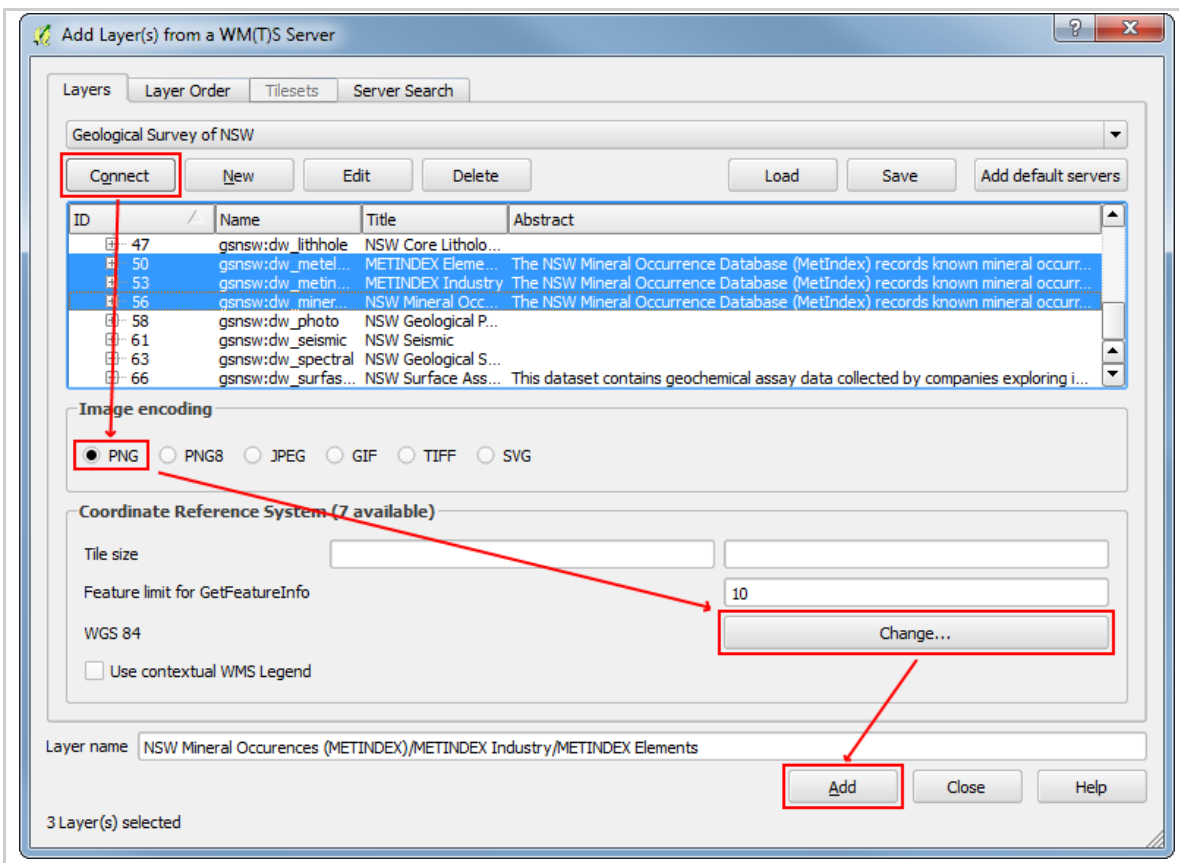 Add Layer(s) from a WM(T)S Server
Layers Layer Order Tilesets Server Search
Geological Survey of NSW
Connect New Edit Delete Load Save Add default servers
ID Name Title Abstract
47 gsnsw:dw_lithhole NSW Core Litholo...
50 gsnsw:dw_metel... METINDEX Eleme... The NSW Mineral Occurrence Database (MetIndex) records known mineral occurr...
53 gsnsw:dw_metin... METINDEX Industry The NSW Mineral Occurrence Database (MetIndex) records known mineral occurr...
56 gsnsw:dw_miner... NSW Mineral Occ... The NSW Mineral Occurrence Database (MetIndex) records known mineral occurr...
58 gsnsw:dw_photo NSW Geological P...
61 gsnsw:dw_seismic NSW Seismic
63 gsnsw:dw_spectral NSW Geological S...
66 gsnsw:dw_surfas... NSW Surface Ass... This dataset contains geochemical assay data collected by companies exploring i...
Image encoding
PNG PNG8 JPEG GIF TIFF SVG
Coordinate Reference System (7 available)
Tile size
Feature limit for GetFeatureInfo 10
WGS 84 Change...
Use contextual WMS Legend
Layer name NSW Mineral Occurences (METINDEX)/METINDEX Industry/METINDEX Elements
Add Close Help
3 Layer(s) selected